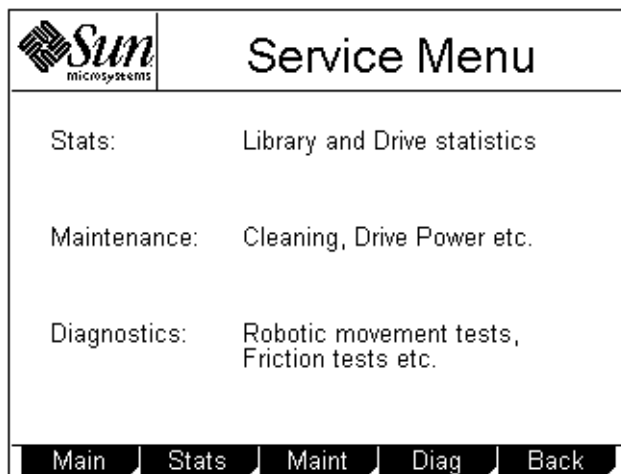 Sun
microsystems
Service Menu
Stats: Library and Drive statistics
Maintenance: Cleaning, Drive Power etc.
Diagnostics: Robotic movement tests,
Friction tests etc.
Main Stats Maint Diag Back